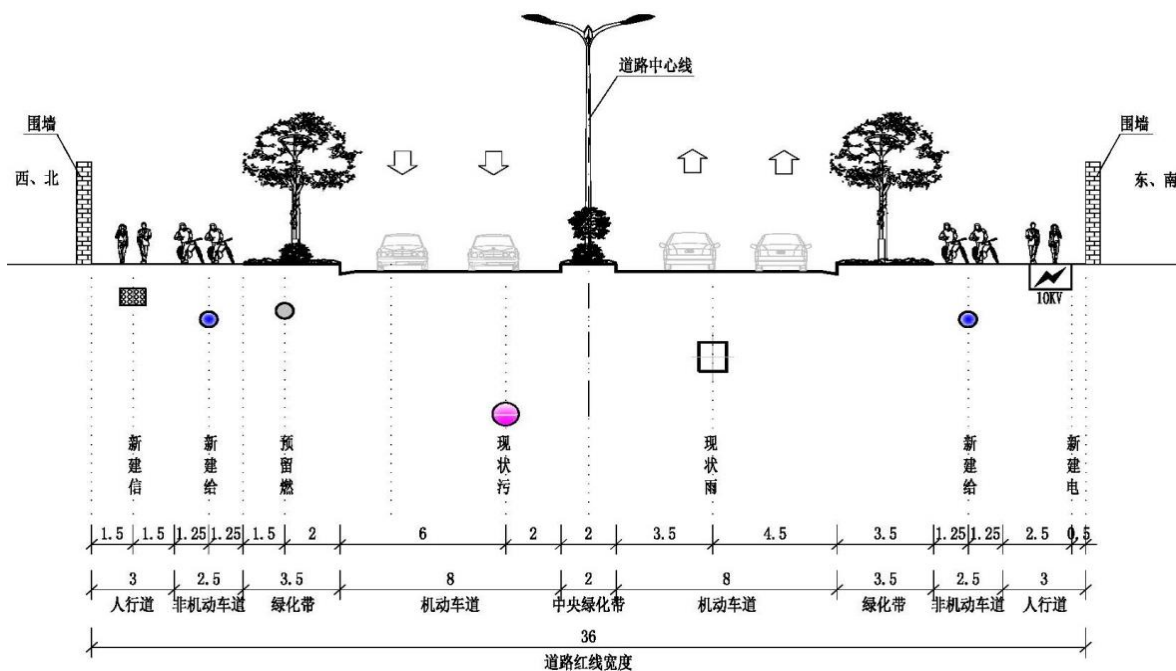 道路中心线
围墙
围墙
西、北
东、南
10KV
新建信
新建给
预留燃
现状污
现状雨
新建给
新建电
1.5 1.5 1.25 1.25 1.5 2 6 2 2 3.5 4.5 3.5 1.25 1.25 2.5 0.5
3 2.5 3.5 8 2 8 3.5 2.5 3
人行道 非机动车道 绿化带 机动车道 中央绿化带 机动车道 绿化带 非机动车道 人行道
36
道路红线宽度